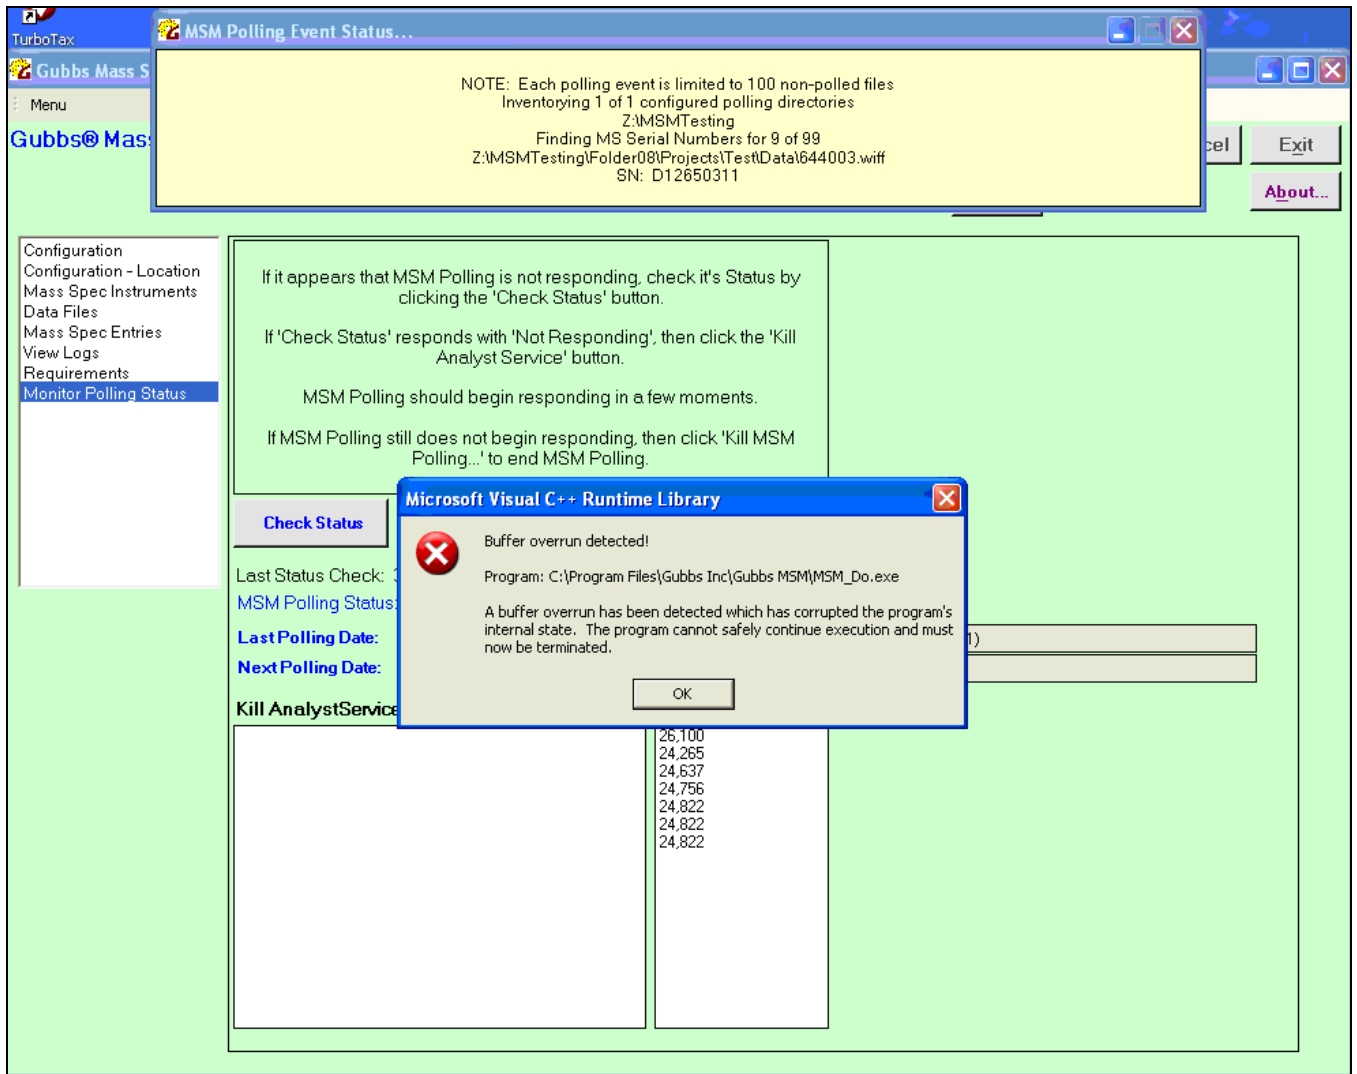 TurboTax
MSM Polling Event Status...
Gubbs Mass S
NOTE: Each polling event is limited to 100 non-polled files
Inventorying 1 of 1 configured polling directories
Z:\MSMTesting
Finding MS Serial Numbers for 9 of 99
Z:\MSMTesting\Folder08\Projects\Test\Data\644003.wiff
SN: D12650311
Menu
Gubbs® Mass
cel
Exit
About...
Configuration
Configuration - Location
Mass Spec Instruments
Data Files
Mass Spec Entries
View Logs
Requirements
Monitor Polling Status
If it appears that MSM Polling is not responding, check it's Status by
clicking the 'Check Status' button.
If 'Check Status' responds with 'Not Responding', then click the 'Kill
Analyst Service' button.
MSM Polling should begin responding in a few moments.
If MSM Polling still does not begin responding, then click 'Kill MSM
Polling...' to end MSM Polling.
Check Status
Last Status Check:
MSM Polling Status:
Last Polling Date:
1)
Next Polling Date:
Kill AnalystService
Microsoft Visual C++ Runtime Library
Buffer overrun detected!
Program: C:\Program Files\Gubbs Inc\Gubbs MSM\MSM_Do.exe
A buffer overrun has been detected which has corrupted the program's
internal state. The program cannot safely continue execution and must
now be terminated.
OK
26,100
24,265
24,637
24,756
24,822
24,822
24,822